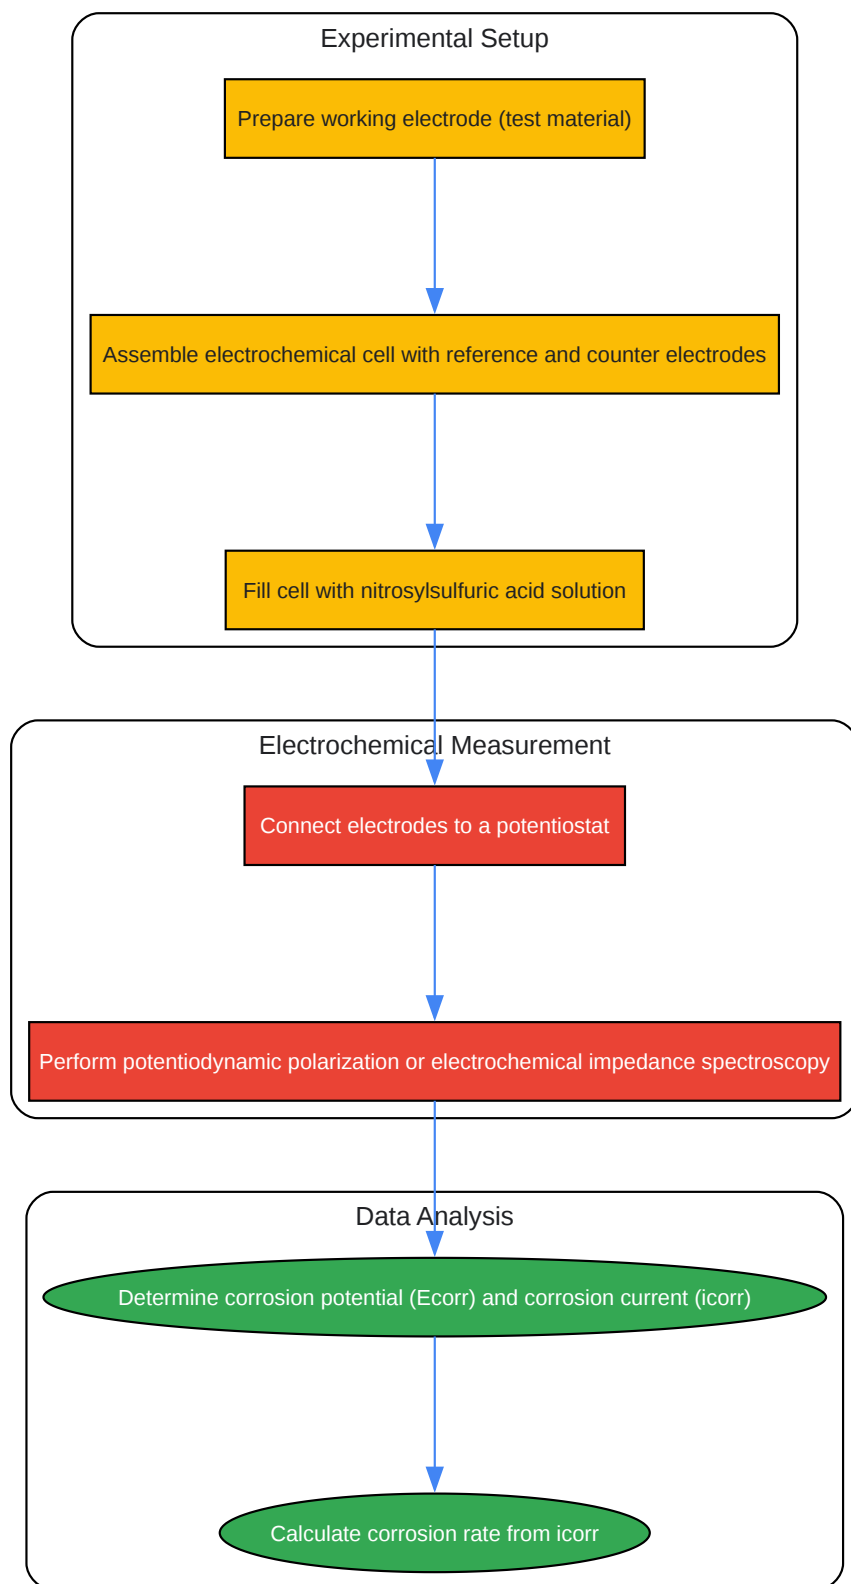 Experimental Setup
Prepare working electrode (test material)
Assemble electrochemical cell with reference and counter electrodes
Fill cell with nitrosylsulfuric acid solution
Electrochemical Measurement
Connect electrodes to a potentiostat
Perform potentiodynamic polarization or electrochemical impedance spectroscopy
Data Analysis
Determine corrosion potential (Ecorr) and corrosion current (icorr)
Calculate corrosion rate from icorr